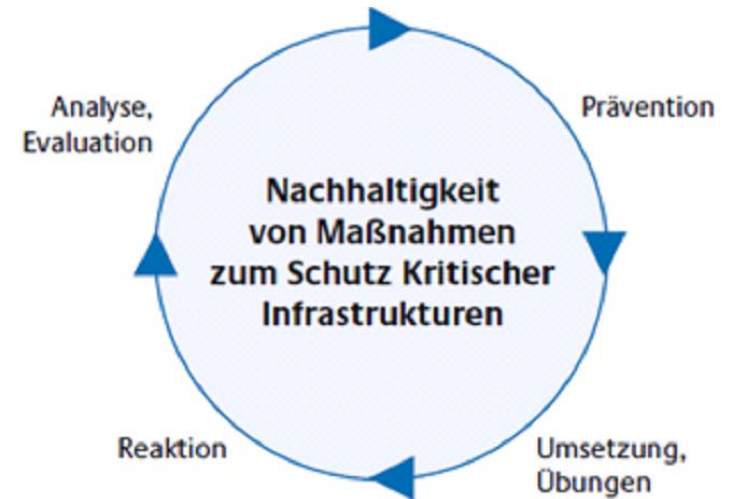 Analyse,
Evaluation
Prävention
Nachhaltigkeit
von Maßnahmen
zum Schutz Kritischer
Infrastrukturen
Reaktion
Umsetzung,
Übungen